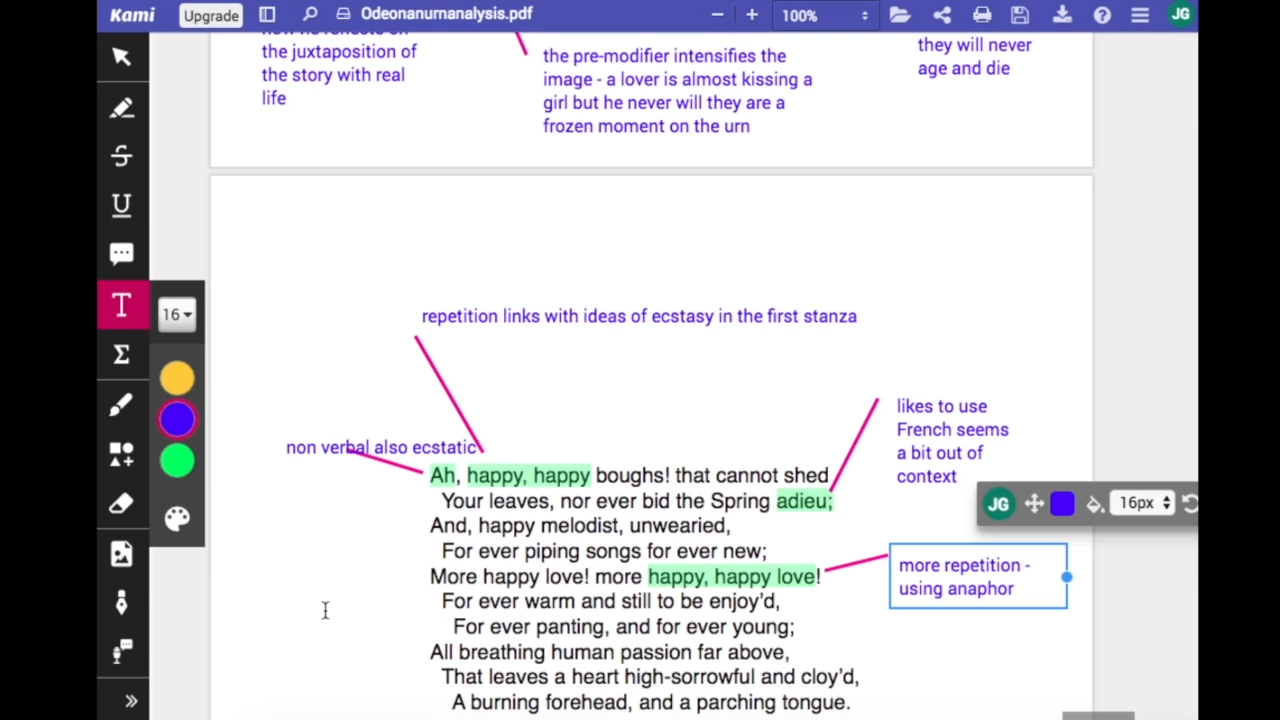 Kami Upgrade Odeonanurnanalysis.pdf 100% JG
the juxtaposition of
the story with real
life
the pre-modifier intensifies the
image - a lover is almost kissing a
girl but he never will they are a
frozen moment on the urn
they will never
age and die
16
repetition links with ideas of ecstasy in the first stanza
non verbal also ecstatic
likes to use
French seems
a bit out of
context
JG 16px
more repetition -
using anaphor
Ah, happy, happy boughs! that cannot shed
Your leaves, nor ever bid the Spring adieu;
And, happy melodist, unwearied,
For ever piping songs for ever new;
More happy love! more happy, happy love!
For ever warm and still to be enjoy'd,
For ever panting, and for ever young;
All breathing human passion far above,
That leaves a heart high-sorrowful and cloy'd,
A burning forehead, and a parching tongue.